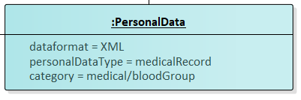 :PersonalData
dataformat = XML
personalDataType = medicalRecord
category = medical/bloodGroup